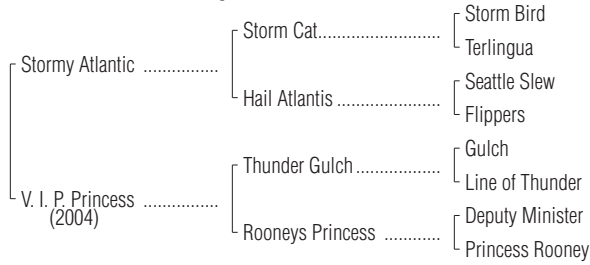 Storm Bird
Storm Cat........................
Terlingua
Stormy Atlantic ...............
Seattle Slew
Hail Atlantis .....................
Flippers
Gulch
Thunder Gulch .................
Line of Thunder
V. I. P. Princess ...............
(2004)
Deputy Minister
Rooneys Princess ............
Princess Rooney